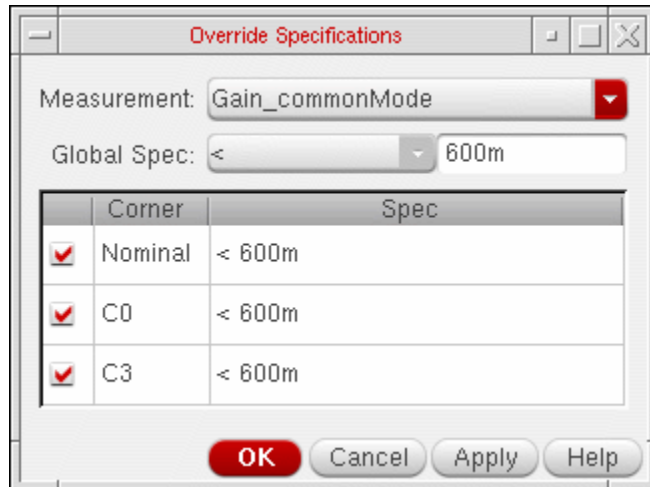 Override Specifications
Measurement: Gain_commonMode
Global Spec: < 600m
Corner Spec
Nominal < 600m
C0 < 600m
C3 < 600m
OK Cancel Apply Help